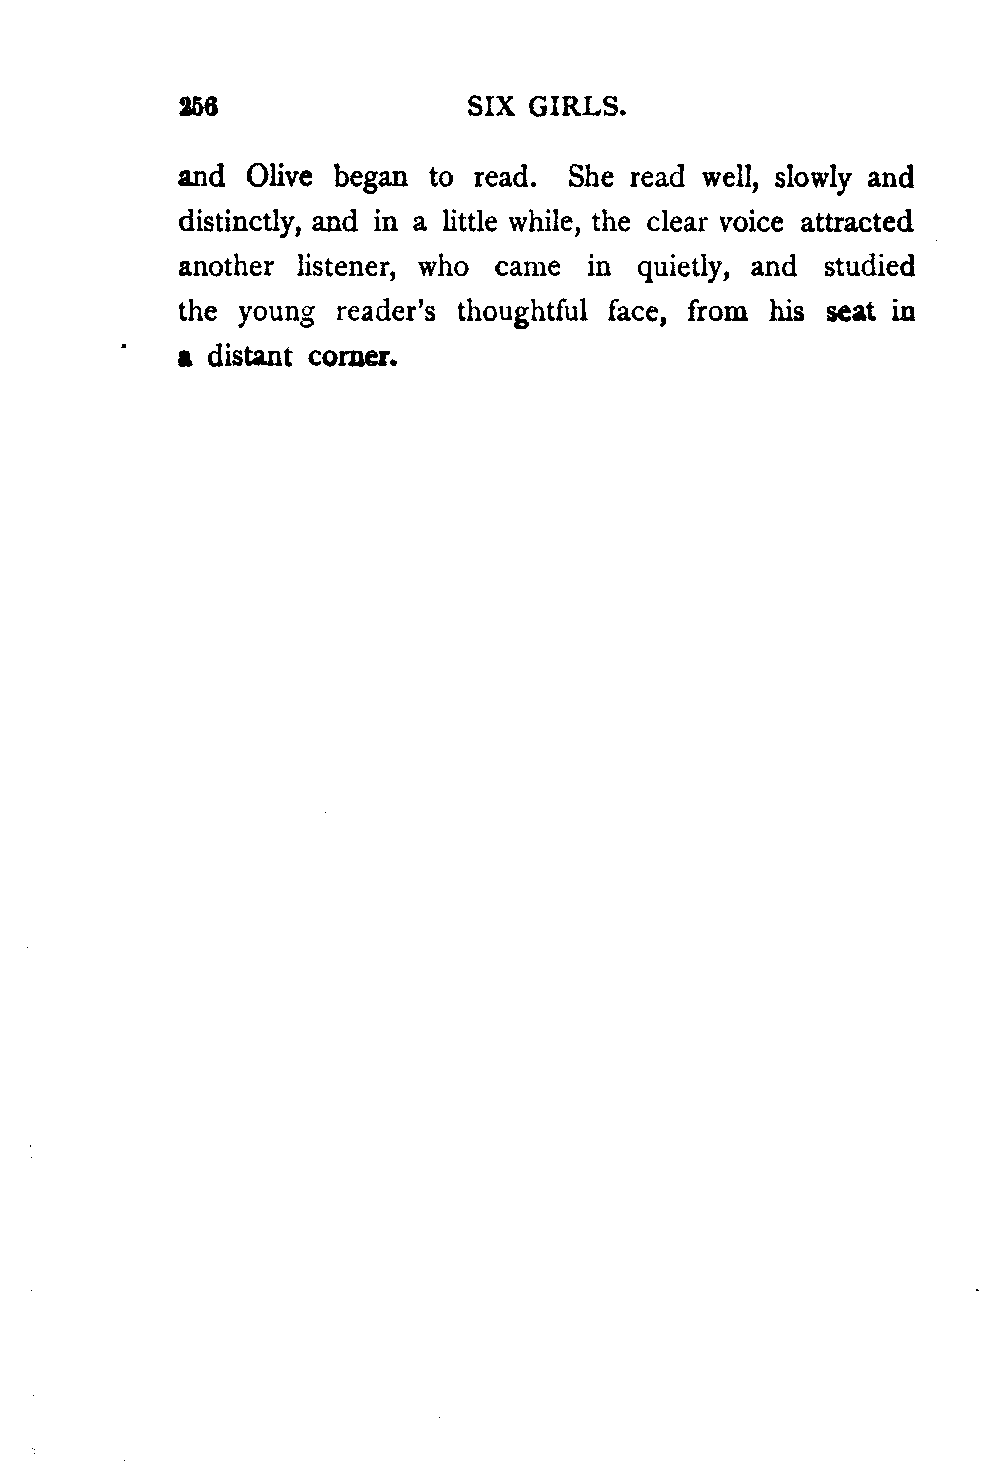 256 SIX GIRLS.
and Olive began to read. She read well, slowly and
distinctly, and in a little while, the clear voice attracted
another listener, who came in quietly, and studied
the young reader's thoughtful face, from his seat in
a distant corner.